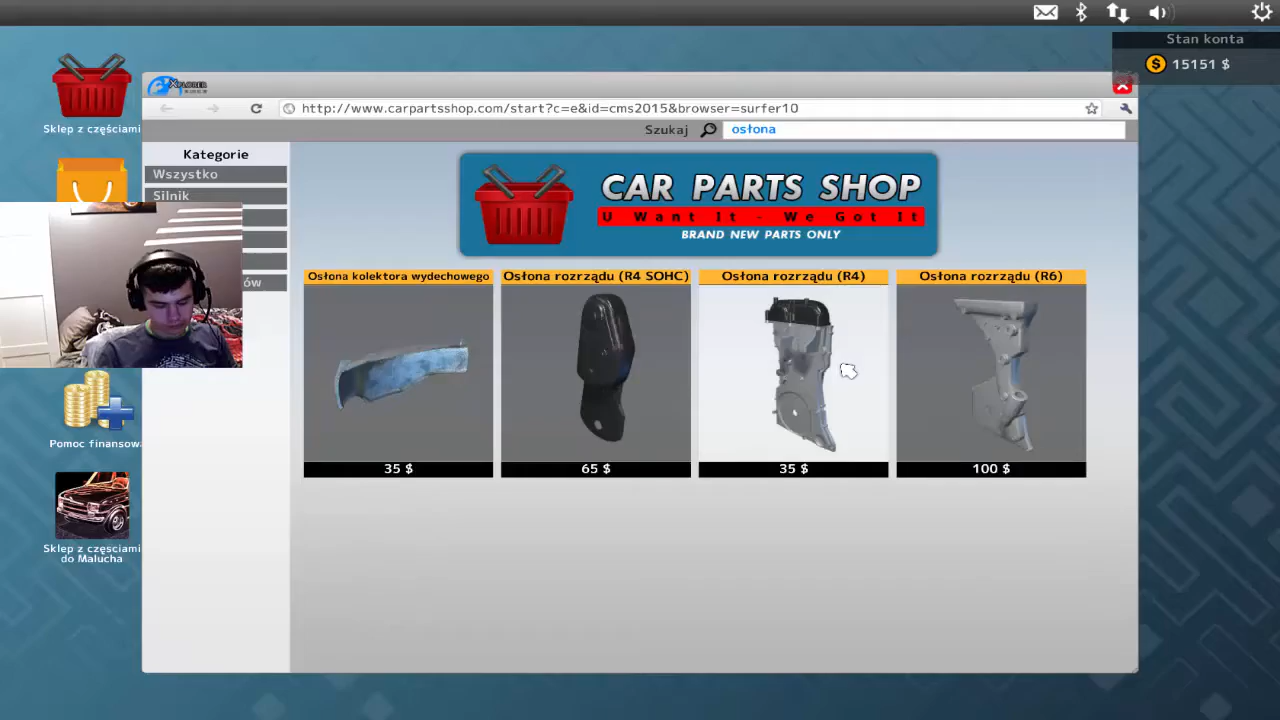 Stan konta
15151 $
Sklep z częściami
http://www.carpartsshop.com/start?c=e&id=cms2015&browser=surfer10
Szukaj
osłona
Kategorie
Wszystko
Silnik
ów
CAR PARTS SHOP
U Want It - We Got It
BRAND NEW PARTS ONLY
Osłona kolektora wydechowego
Osłona rozrządu (R4 SOHC)
Osłona rozrządu (R4)
Osłona rozrządu (R6)
35 $
65 $
35 $
100 $
Pomoc finansowa
Sklep z częsciami
do Malucha